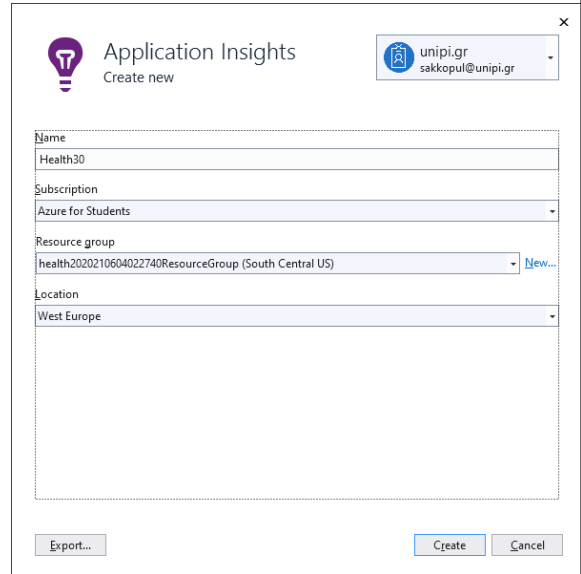 Application Insights
Create new
unipi.gr
sakkopul@unipi.gr
Name
Health30
Subscription
Azure for Students
Resource group
health2020210604022740ResourceGroup (South Central US)
New...
Location
West Europe
Export...
Create
Cancel